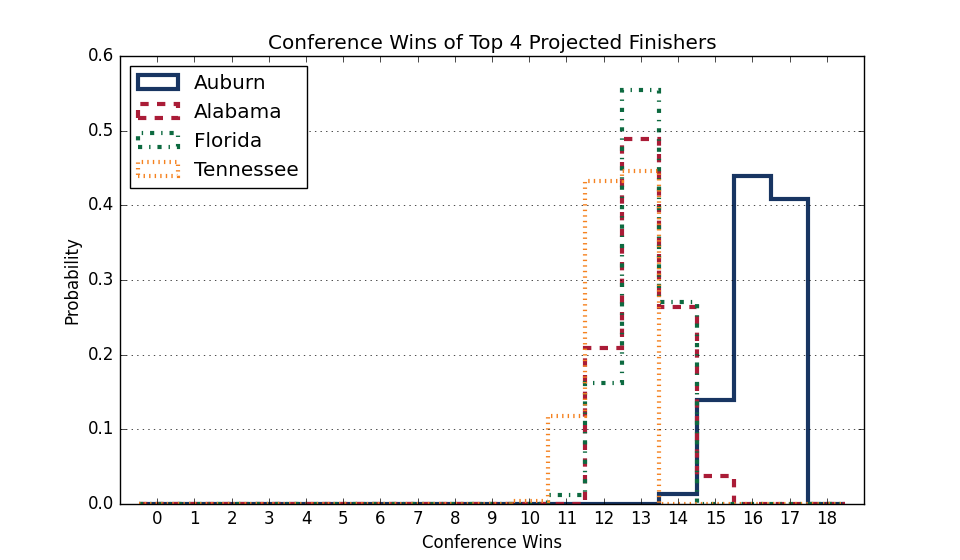 Conference Wins of Top 4 Projected Finishers
0.6
0.5
0.4
0.3
0.2
0.1
0.0
Probability
Auburn
Alabama
Florida
Tennessee
0 1 2 3 4 5 6 7 8 9 10 11 12 13 14 15 16 17 18
Conference Wins